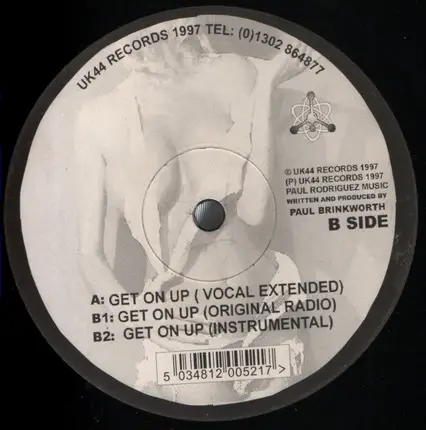 UK44 RECORDS 1997 TEL: (0)1302 864877
© UK44 RECORDS 1997
(P) UK44 RECORDS 1997
PAUL RODRIGUEZ MUSIC
WRITTEN AND PRODUCED BY
PAUL BRINKWORTH
B SIDE
A: GET ON UP ( VOCAL EXTENDED)
B1: GET ON UP (ORIGINAL RADIO)
B2: GET ON UP (INSTRUMENTAL)
5 034812 005217 >